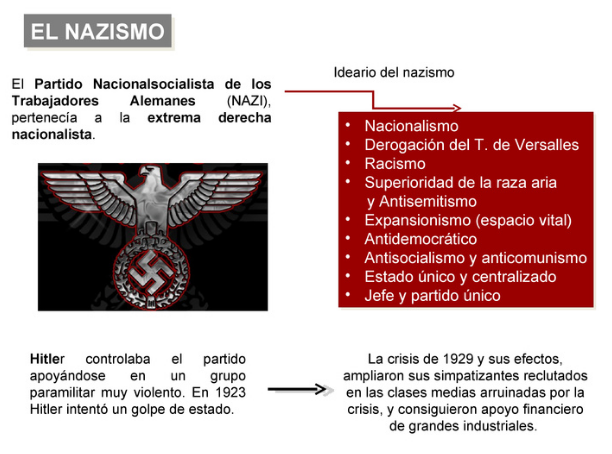 EL NAZISMO
El Partido Nacionalsocialista de los
Trabajadores Alemanes (NAZI),
pertenecía a la extrema derecha
nacionalista.
Ideario del nazismo
• Nacionalismo
• Derogación del T. de Versalles
• Racismo
• Superioridad de la raza aria
y Antisemitismo
• Expansionismo (espacio vital)
• Antidemocrático
• Antisocialismo y anticomunismo
• Estado único y centralizado
• Jefe y partido único
Hitler controlaba el partido
apoyándose en un grupo
paramilitar muy violento. En 1923
Hitler intentó un golpe de estado.
La crisis de 1929 y sus efectos,
ampliaron sus simpatizantes reclutados
en las clases medias arruinadas por la
crisis, y consiguieron apoyo financiero
de grandes industriales.